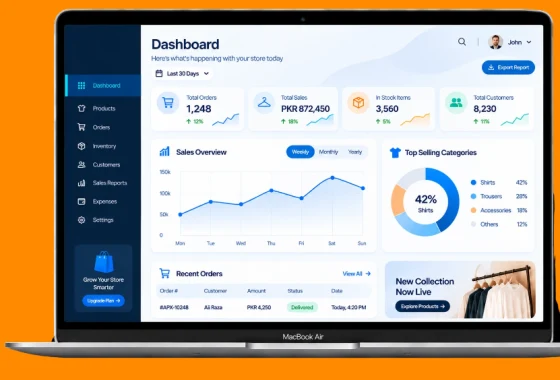 Dashboard
Here's what's happening with your store today
Last 30 Days
John
Export Report
Dashboard
Products
Orders
Inventory
Customers
Sales Reports
Expenses
Settings
Grow Your Store
Smarter
Upgrade Plan →
Total Orders
1,248
↑ 12%
Total Sales
PKR 872,450
↑ 18%
In Stock Items
3,560
↑ 5%
Total Customers
8,230
↑ 11%
Sales Overview
Weekly Monthly Yearly
150k
100k
50k
0
Mon Tue Wed Thu Fri Sat Sun
Top Selling Categories
42%
Shirts
Shirts 42%
Trousers 28%
Accessories 18%
Others 12%
Recent Orders
View All →
Order # Customer Amount Status Date
#APX-10248 Ali Raza PKR 4,250 Delivered Today, 4:20 PM
New Collection
Now Live
Explore Products →
MacBook Air